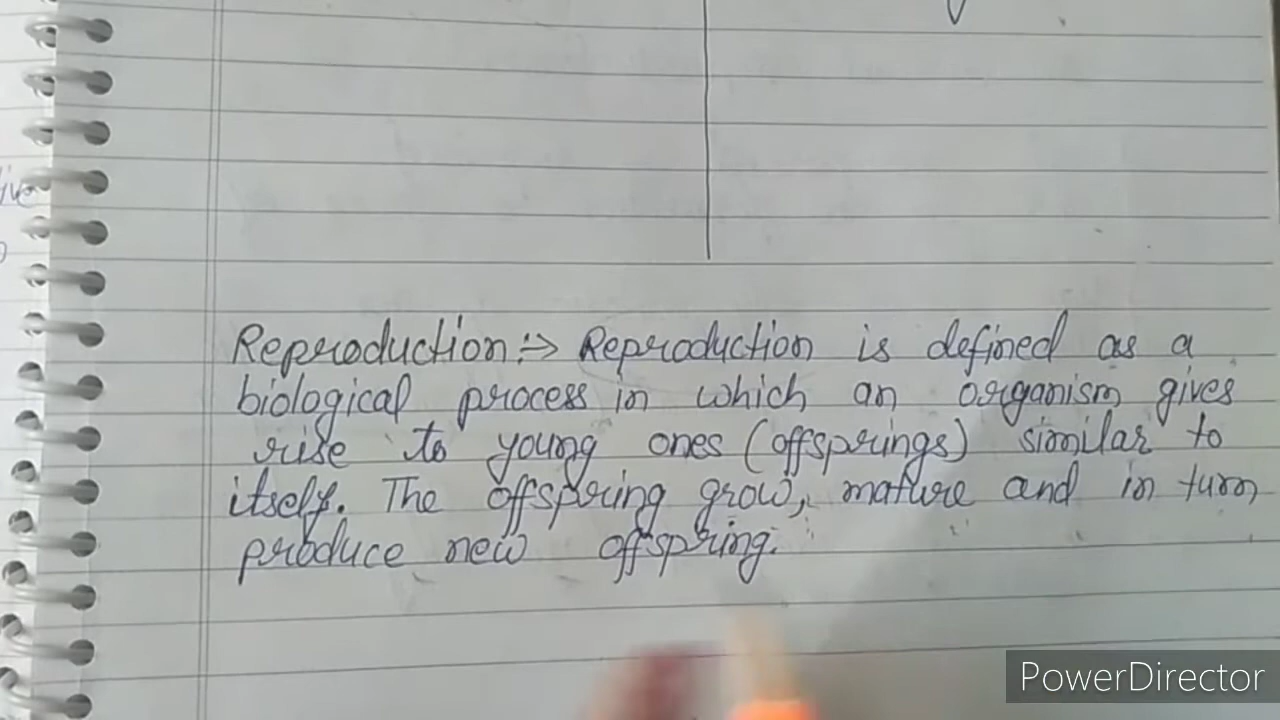 Reproduction:-> Reproduction is defined as a
biological process in which an organism gives
rise to young ones (offsprings) similar to
itself. The offspring grow, mature and in turn
produce new offspring.
PowerDirector